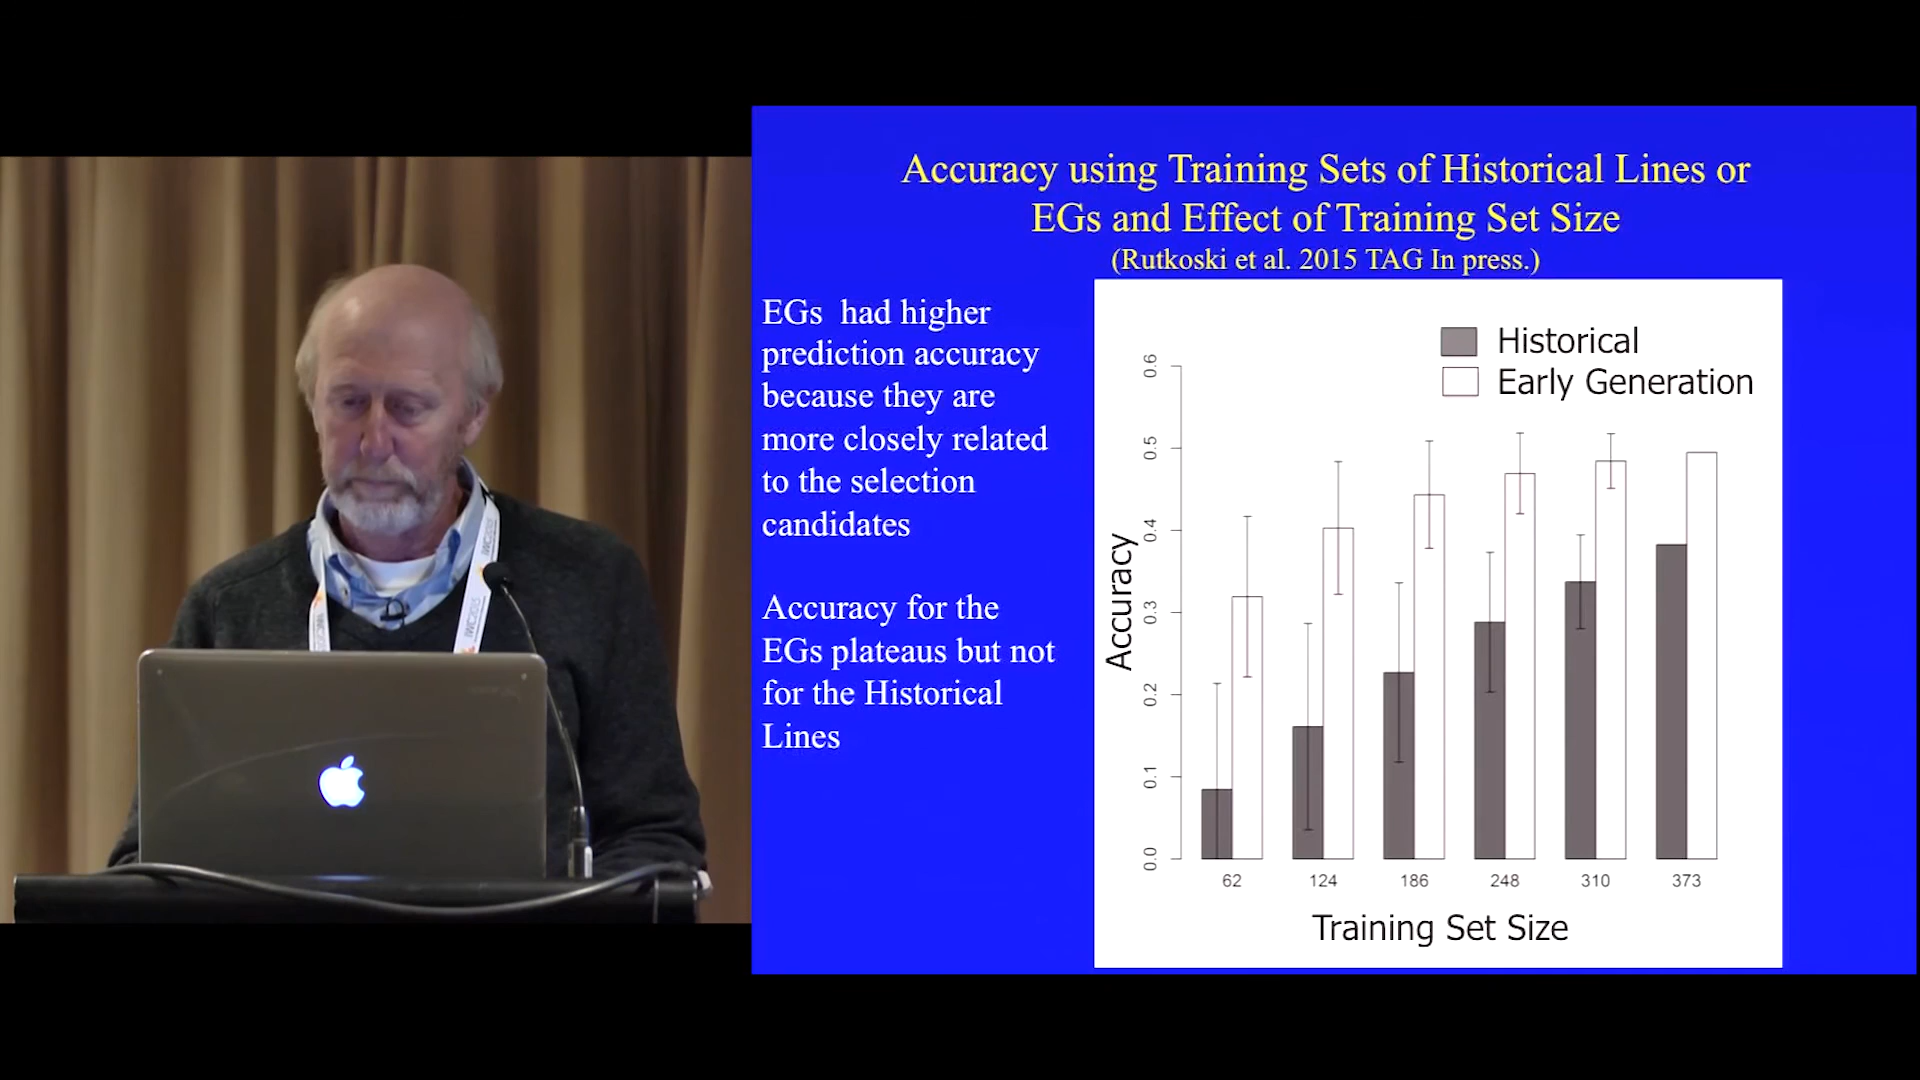 Accuracy using Training Sets of Historical Lines or
EGs and Effect of Training Set Size
(Rutkoski et al. 2015 TAG In press.)
EGs had higher
prediction accuracy
because they are
more closely related
to the selection
candidates
Accuracy for the
EGs plateaus but not
for the Historical
Lines
Historical
Early Generation
Accuracy
0.6
0.5
0.4
0.3
0.2
0.1
0.0
62 124 186 248 310 373
Training Set Size